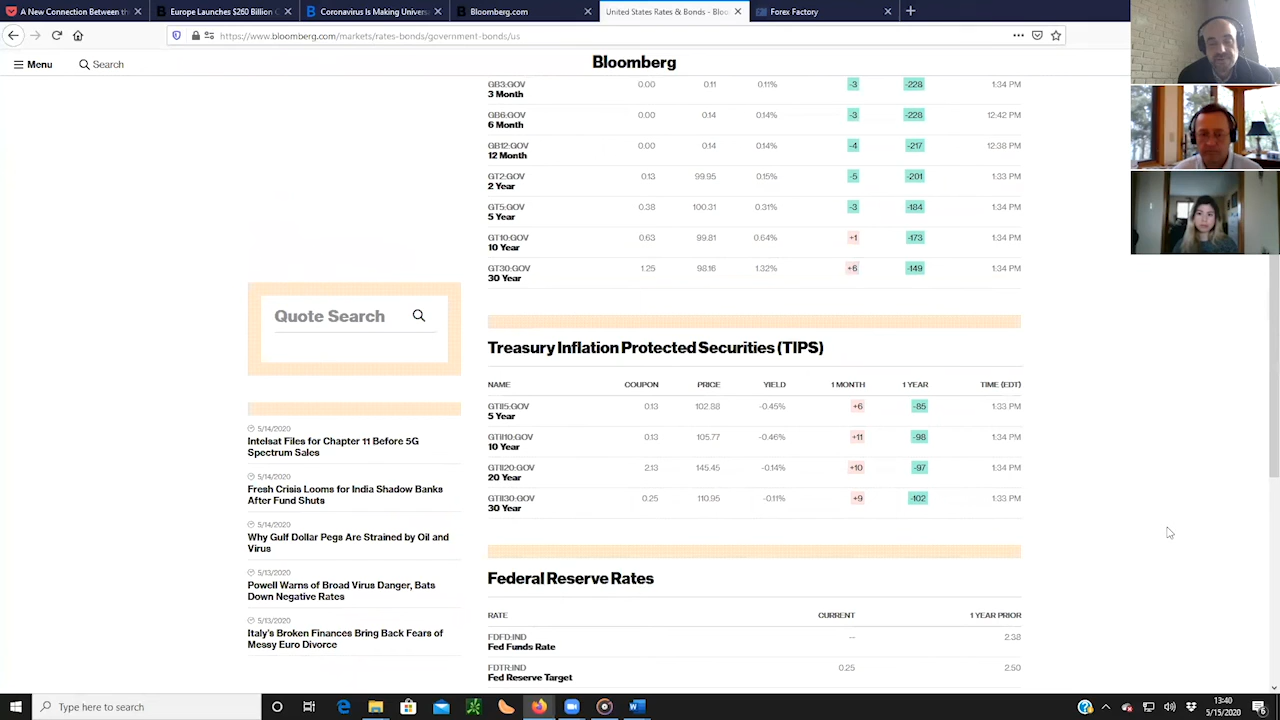 A New Connection Between th
Europe Launches $260 Billion C
Coronavirus Is Making Universa
Bloomberg.com
United States Rates & Bonds - Bloo
Forex Factory
https://www.bloomberg.com/markets/rates-bonds/government-bonds/us
Menu
Search
Bloomberg
GB3:GOV 0.00 0.11 0.11% -3 -228 1:34 PM
3 Month
GB6:GOV 0.00 0.14 0.14% -3 -228 12:42 PM
6 Month
GB12:GOV 0.00 0.14 0.14% -4 -217 12:38 PM
12 Month
GT2:GOV 0.13 99.95 0.15% -5 -201 1:33 PM
2 Year
GT5:GOV 0.38 100.31 0.31% -3 -184 1:34 PM
5 Year
GT10:GOV 0.63 99.81 0.64% +1 -173 1:34 PM
10 Year
GT30:GOV 1.25 98.16 1.32% +6 -149 1:34 PM
30 Year
Quote Search
Treasury Inflation Protected Securities (TIPS)
NAME COUPON PRICE YIELD 1 MONTH 1 YEAR TIME (EDT)
GTII5:GOV 0.13 102.88 -0.45% +6 -85 1:33 PM
5 Year
GTII10:GOV 0.13 105.77 -0.46% +11 -98 1:34 PM
10 Year
GTII20:GOV 2.13 145.45 -0.14% +10 -97 1:34 PM
20 Year
GTII30:GOV 0.25 110.95 -0.11% +9 -102 1:33 PM
30 Year
5/14/2020
Intelsat Files for Chapter 11 Before 5G
Spectrum Sales
5/14/2020
Fresh Crisis Looms for India Shadow Banks
After Fund Shuts
5/14/2020
Why Gulf Dollar Pegs Are Strained by Oil and
Virus
5/13/2020
Powell Warns of Broad Virus Danger, Bats
Down Negative Rates
5/13/2020
Italy's Broken Finances Bring Back Fears of
Messy Euro Divorce
Federal Reserve Rates
RATE CURRENT 1 YEAR PRIOR
FDFD:IND -- 2.38
Fed Funds Rate
FDTR:IND 0.25 2.50
Fed Reserve Target
Type here to search
13:40
5/15/2020